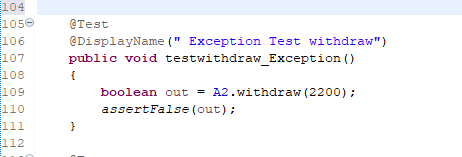 104
105 @Test
106 @DisplayName(" Exception Test withdraw")
107 public void testwithdraw_Exception()
108 {
109 boolean out = A2.withdraw(2200);
110 assertFalse(out);
111 }
112